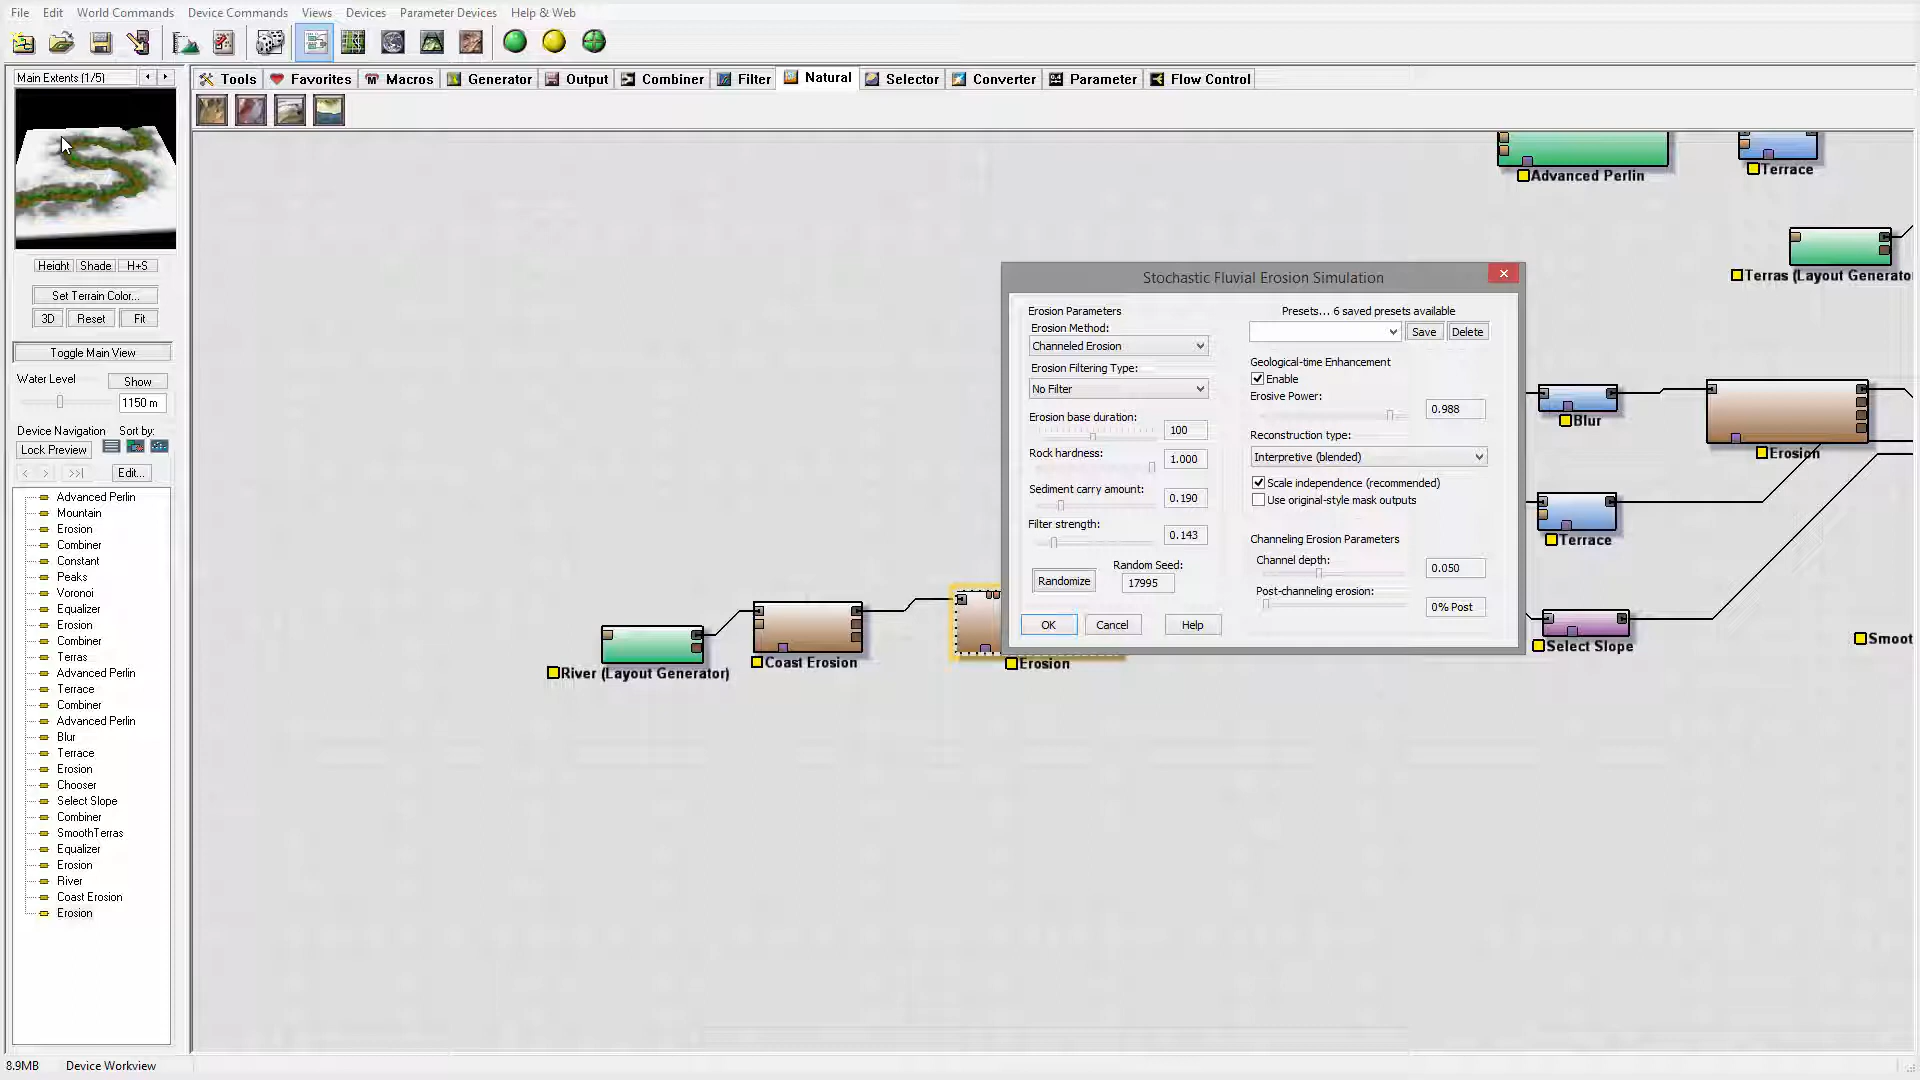 File Edit World Commands Device Commands Views Devices Parameter Devices Help & Web
Main Extents (1/5)
Tools Favorites Macros Generator Output Combiner Filter Natural Selector Converter Parameter Flow Control
Height Shade H+S
Set Terrain Color...
3D Reset Fit
Toggle Main View
Water Level Show
1150 m
Device Navigation Sort by:
Lock Preview
< > >>| Edit...
Advanced Perlin
Mountain
Erosion
Combiner
Constant
Peaks
Voronoi
Equalizer
Erosion
Combiner
Terras
Advanced Perlin
Terrace
Combiner
Advanced Perlin
Blur
Terrace
Erosion
Chooser
Select Slope
Combiner
SmoothTerras
Equalizer
Erosion
River
Coast Erosion
Erosion
8.9MB Device Workview
Advanced Perlin
Terrace
Terras (Layout Generato
Blur
Erosion
Terrace
Select Slope
Smoot
River (Layout Generator)
Coast Erosion
Erosion
Stochastic Fluvial Erosion Simulation
Erosion Parameters
Erosion Method:
Channeled Erosion
Erosion Filtering Type:
No Filter
Erosion base duration:
100
Rock hardness:
1.000
Sediment carry amount:
0.190
Filter strength:
0.143
Randomize
Random Seed:
17995
OK Cancel Help
Presets... 6 saved presets available
Save Delete
Geological-time Enhancement
Enable
Erosive Power:
0.988
Reconstruction type:
Interpretive (blended)
Scale independence (recommended)
Use original-style mask outputs
Channeling Erosion Parameters
Channel depth:
0.050
Post-channeling erosion:
0% Post